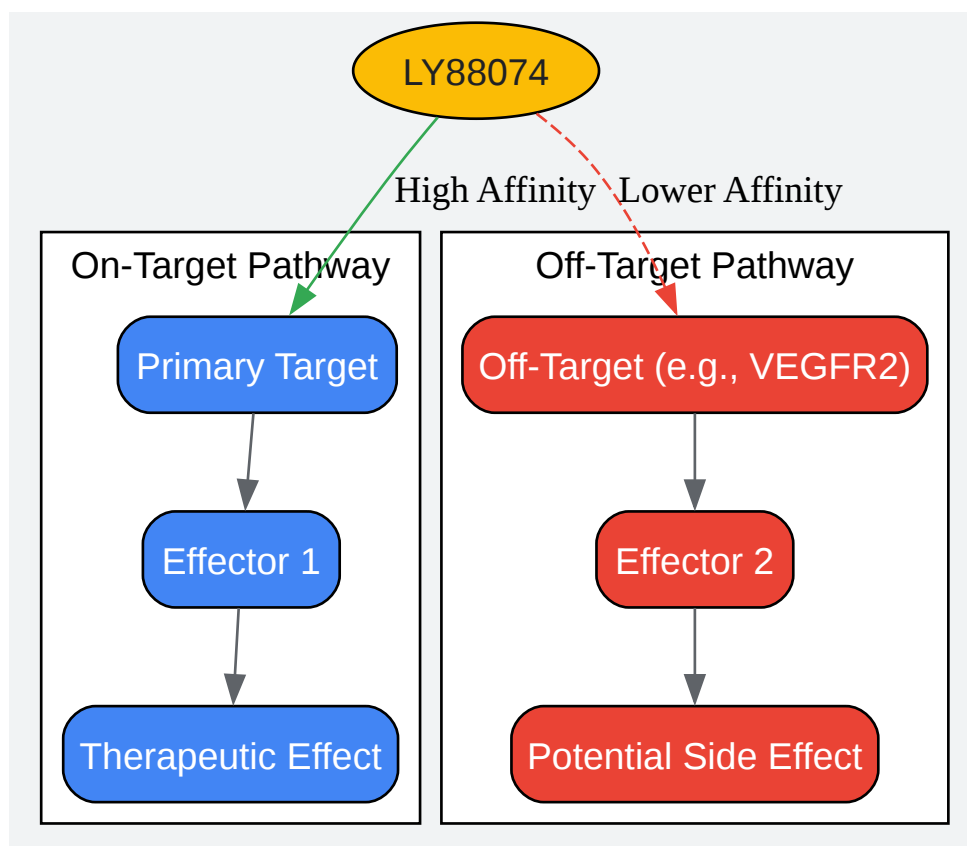 LY88074
High Affinity
Lower Affinity
On-Target Pathway
Off-Target Pathway
Primary Target
Off-Target (e.g., VEGFR2)
Effector 1
Effector 2
Therapeutic Effect
Potential Side Effect